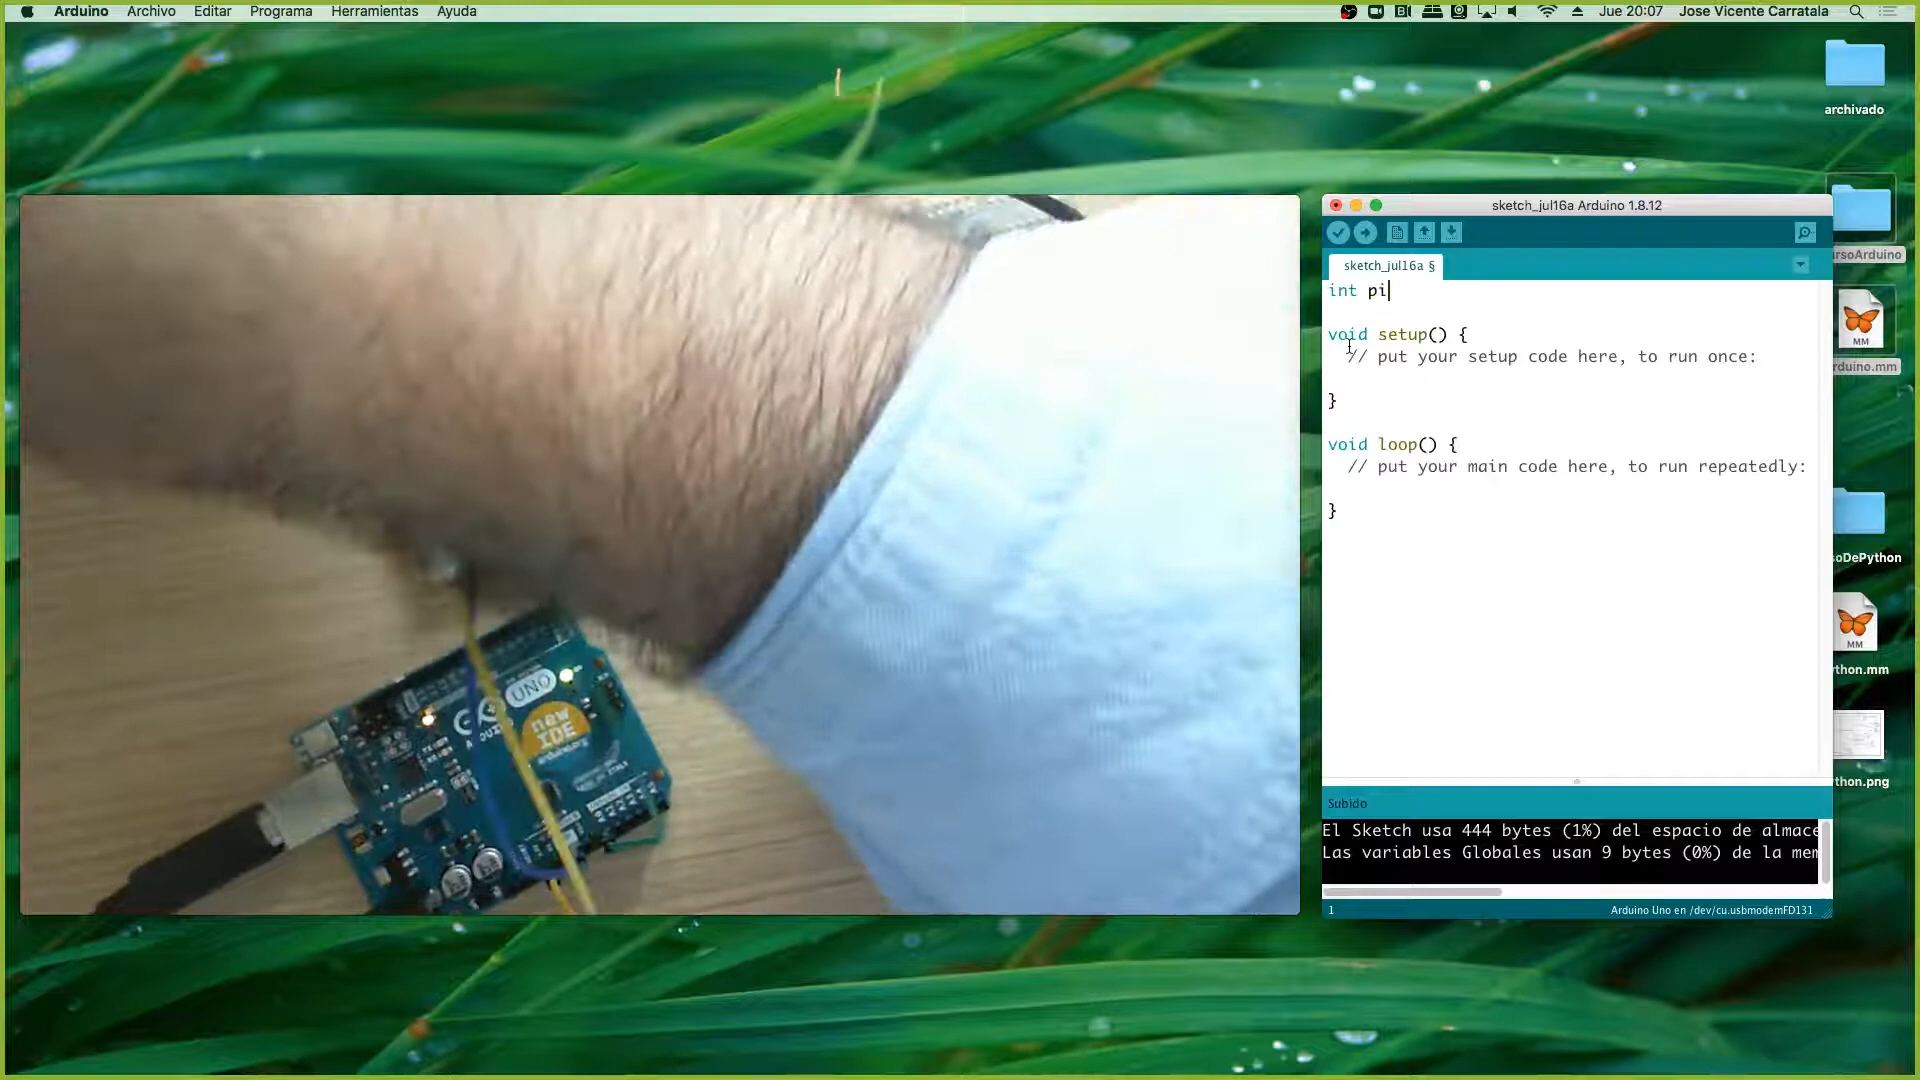 Arduino Archivo Editar Programa Herramientas Ayuda
Jue 20:07 Jose Vicente Carratala
archivado
sketch_jul16a Arduino 1.8.12
sketch_jul16a §
int pi
void setup() {
// put your setup code here, to run once:
}
void loop() {
// put your main code here, to run repeatedly:
}
Subido
El Sketch usa 444 bytes (1%) del espacio de almace
Las variables Globales usan 9 bytes (0%) de la mem
1
Arduino Uno en /dev/cu.usbmodemFD131
ursoArduino
MM
rduino.mm
soDePython
MM
thon.mm
thon.png
UNO
new
IDE